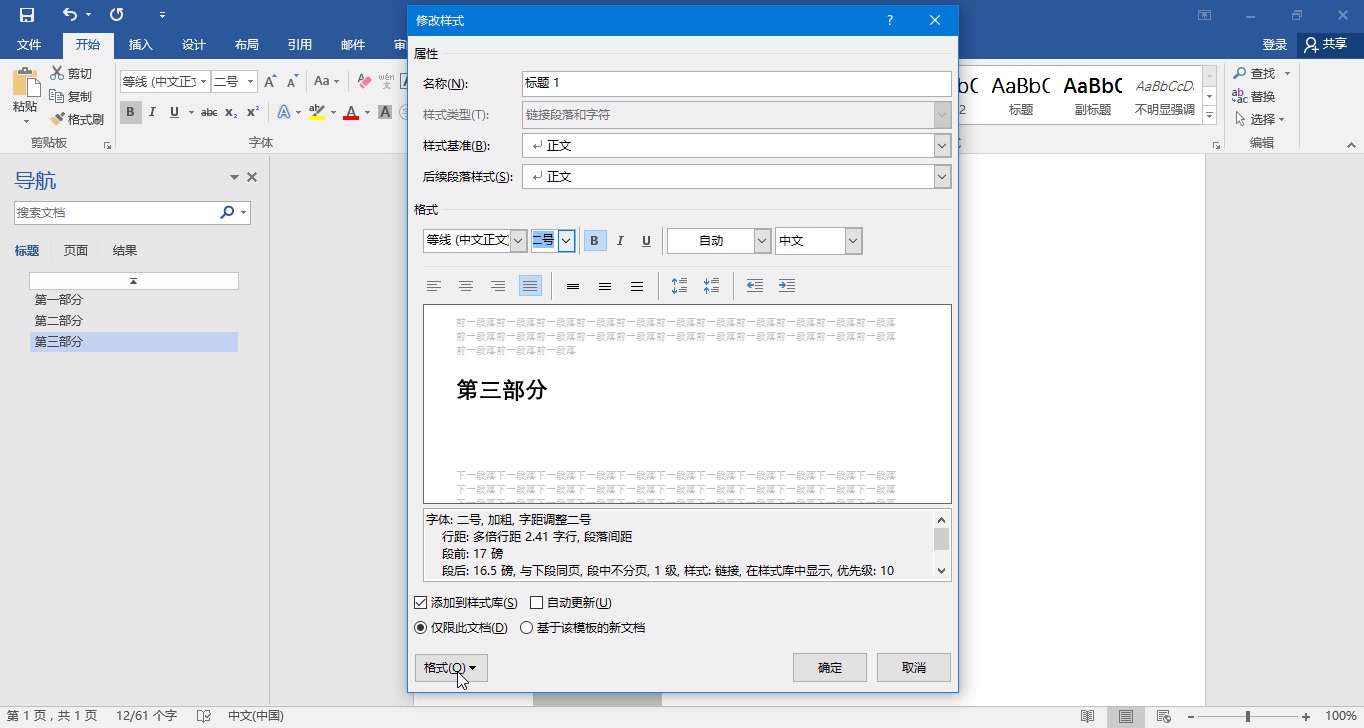 修改样式
?
文件
开始
插入
设计
布局
引用
邮件
审
登录
共享
粘贴
剪切
复制
格式刷
剪贴板
等线 (中文正
二号
Aa
wén
文
B I U abc x₂ x² A ab A A
字体
2
AaBbC
标题
AaBbC
副标题
AaBbCcD
不明显强调
查找
替换
选择
编辑
导航
搜索文档
标题
页面
结果
第一部分
第二部分
第三部分
属性
名称(N):
标题 1
样式类型(T):
链接段落和字符
样式基准(B):
正文
后续段落样式(S):
正文
格式
等线 (中文正文)
二号
B I U
自动
中文
前一段落前一段落前一段落前一段落前一段落前一段落前一段落前一段落前一段落前一段落前一段落
前一段落前一段落前一段落前一段落前一段落前一段落前一段落前一段落前一段落前一段落前一段落
前一段落前一段落前一段落
第三部分
下一段落下一段落下一段落下一段落下一段落下一段落下一段落下一段落下一段落下一段落下一段落
下一段落下一段落下一段落下一段落下一段落下一段落下一段落下一段落下一段落下一段落下一段落
字体: 二号, 加粗, 字距调整二号
行距: 多倍行距 2.41 字行, 段落间距
段前: 17 磅
段后: 16.5 磅, 与下段同页, 段中不分页, 1 级, 样式: 链接, 在样式库中显示, 优先级: 10
添加到样式库(S)
自动更新(U)
仅限此文档(D)
基于该模板的新文档
格式(O)
确定
取消
第 1 页，共 1 页
12/61 个字
中文(中国)
100%